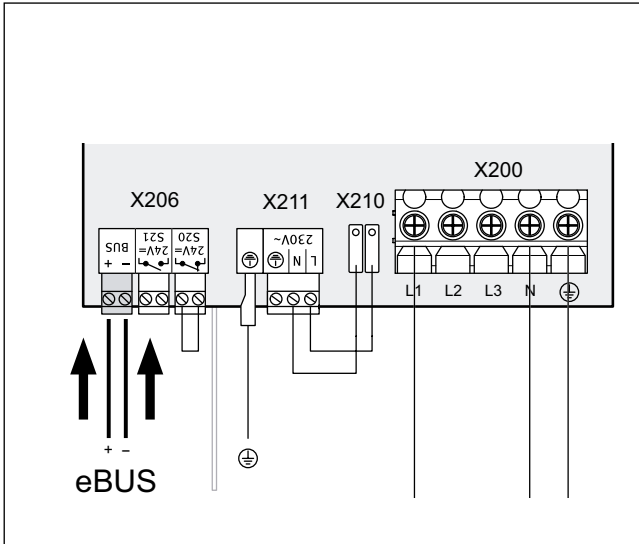 X200
X206
X211
X210
BUS
+ −
S21
24V=
S20
24V=
230V~
N L
L1 L2 L3 N
+ −
eBUS